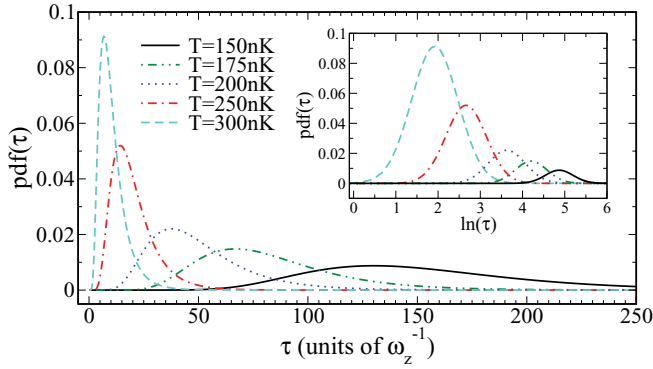 0.1
0.08
0.06
0.04
0.02
0
pdf(τ)
T=150nK
T=175nK
T=200nK
T=250nK
T=300nK
0.1
0.08
0.06
0.04
0.02
0
pdf(τ)
0 1 2 3 4 5 6
ln(τ)
0 50 100 150 200 250
τ (units of ω_z^-1)